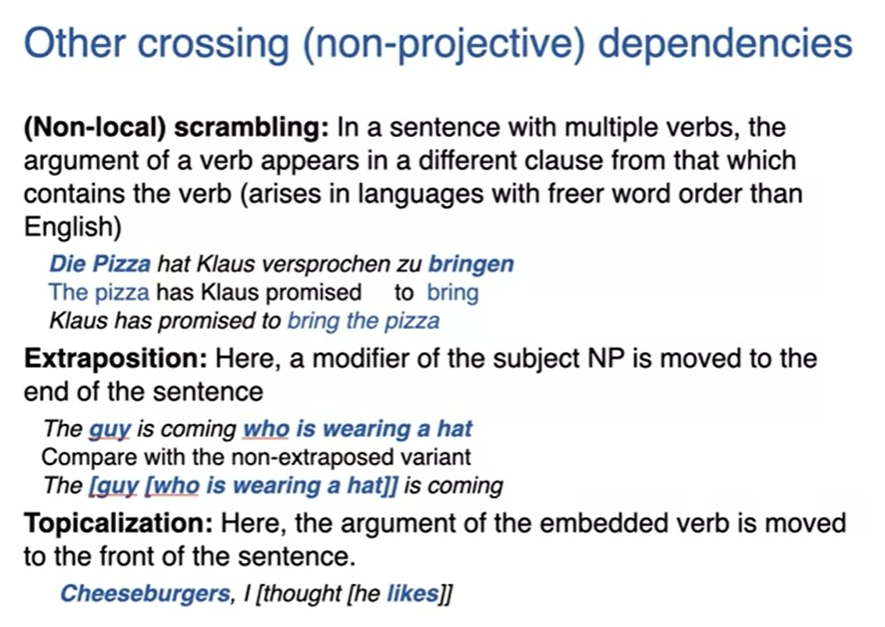 Other crossing (non-projective) dependencies
(Non-local) scrambling: In a sentence with multiple verbs, the
argument of a verb appears in a different clause from that which
contains the verb (arises in languages with freer word order than
English)
Die Pizza hat Klaus versprochen zu bringen
The pizza has Klaus promised to bring
Klaus has promised to bring the pizza
Extraposition: Here, a modifier of the subject NP is moved to the
end of the sentence
The guy is coming who is wearing a hat
Compare with the non-extraposed variant
The [guy [who is wearing a hat]] is coming
Topicalization: Here, the argument of the embedded verb is moved
to the front of the sentence.
Cheeseburgers, I [thought [he likes]]